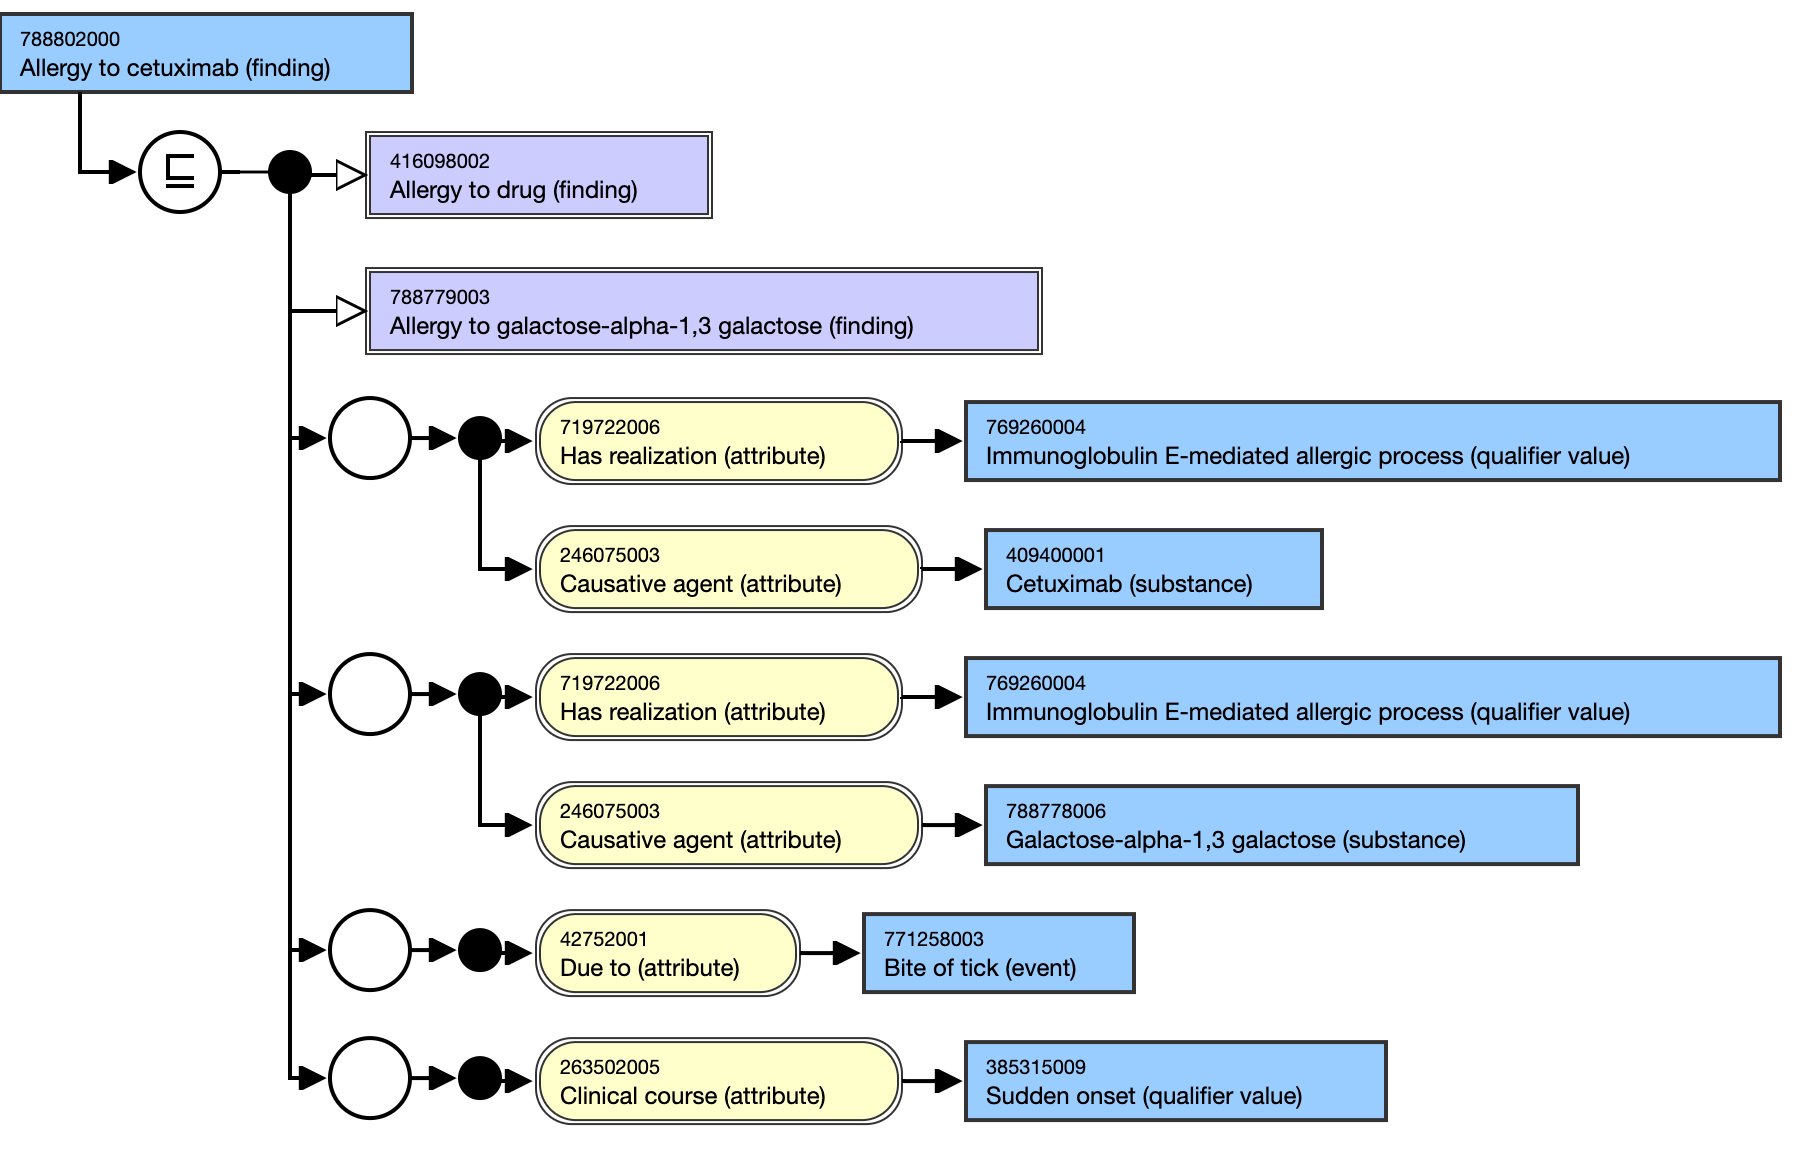 788802000
Allergy to cetuximab (finding)
⊑
416098002
Allergy to drug (finding)
788779003
Allergy to galactose-alpha-1,3 galactose (finding)
719722006
Has realization (attribute)
769260004
Immunoglobulin E-mediated allergic process (qualifier value)
246075003
Causative agent (attribute)
409400001
Cetuximab (substance)
719722006
Has realization (attribute)
769260004
Immunoglobulin E-mediated allergic process (qualifier value)
246075003
Causative agent (attribute)
788778006
Galactose-alpha-1,3 galactose (substance)
42752001
Due to (attribute)
771258003
Bite of tick (event)
263502005
Clinical course (attribute)
385315009
Sudden onset (qualifier value)